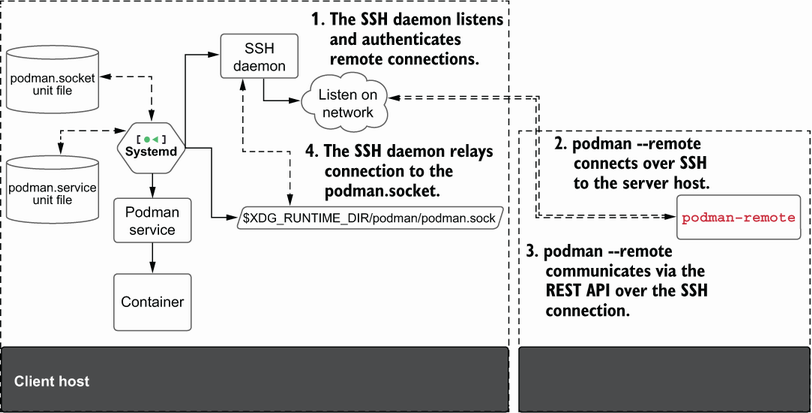 1. The SSH daemon listens
and authenticates
remote connections.
SSH
daemon
podman.socket
unit file
Listen on
network
Systemd
2. podman --remote
connects over SSH
to the server host.
4. The SSH daemon relays
connection to the
podman.socket.
podman.service
unit file
Podman
service
$XDG_RUNTIME_DIR/podman/podman.sock
podman-remote
3. podman --remote
communicates via the
REST API over the SSH
connection.
Container
Client host